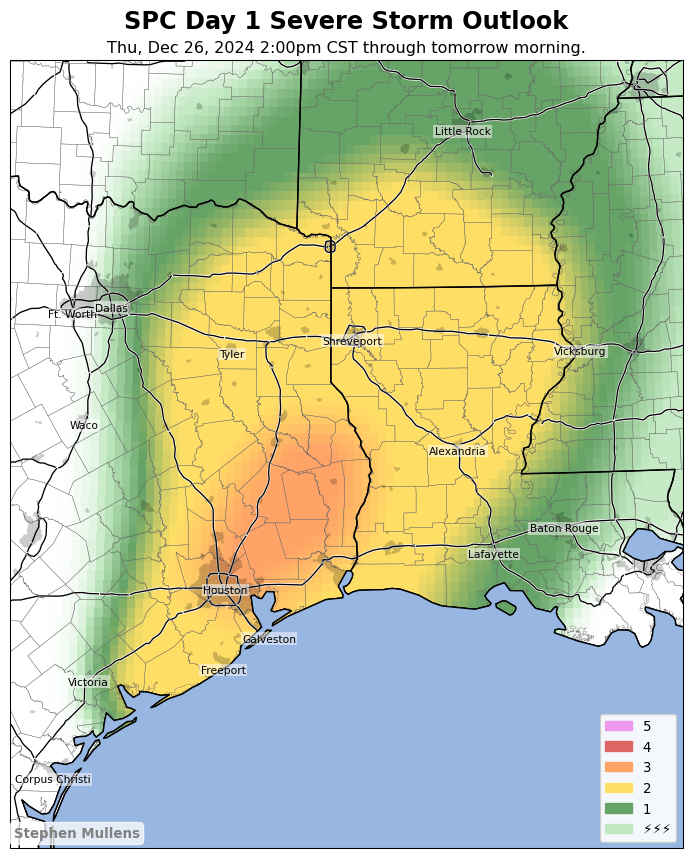 SPC Day 1 Severe Storm Outlook
Thu, Dec 26, 2024 2:00pm CST through tomorrow morning.
Little Rock
Ft. Worth
Dallas
Tyler
Shreveport
Vicksburg
Waco
Alexandria
Baton Rouge
Lafayette
Houston
Galveston
Freeport
Victoria
Corpus Christi
5
4
3
2
1
⚡⚡⚡
Stephen Mullens